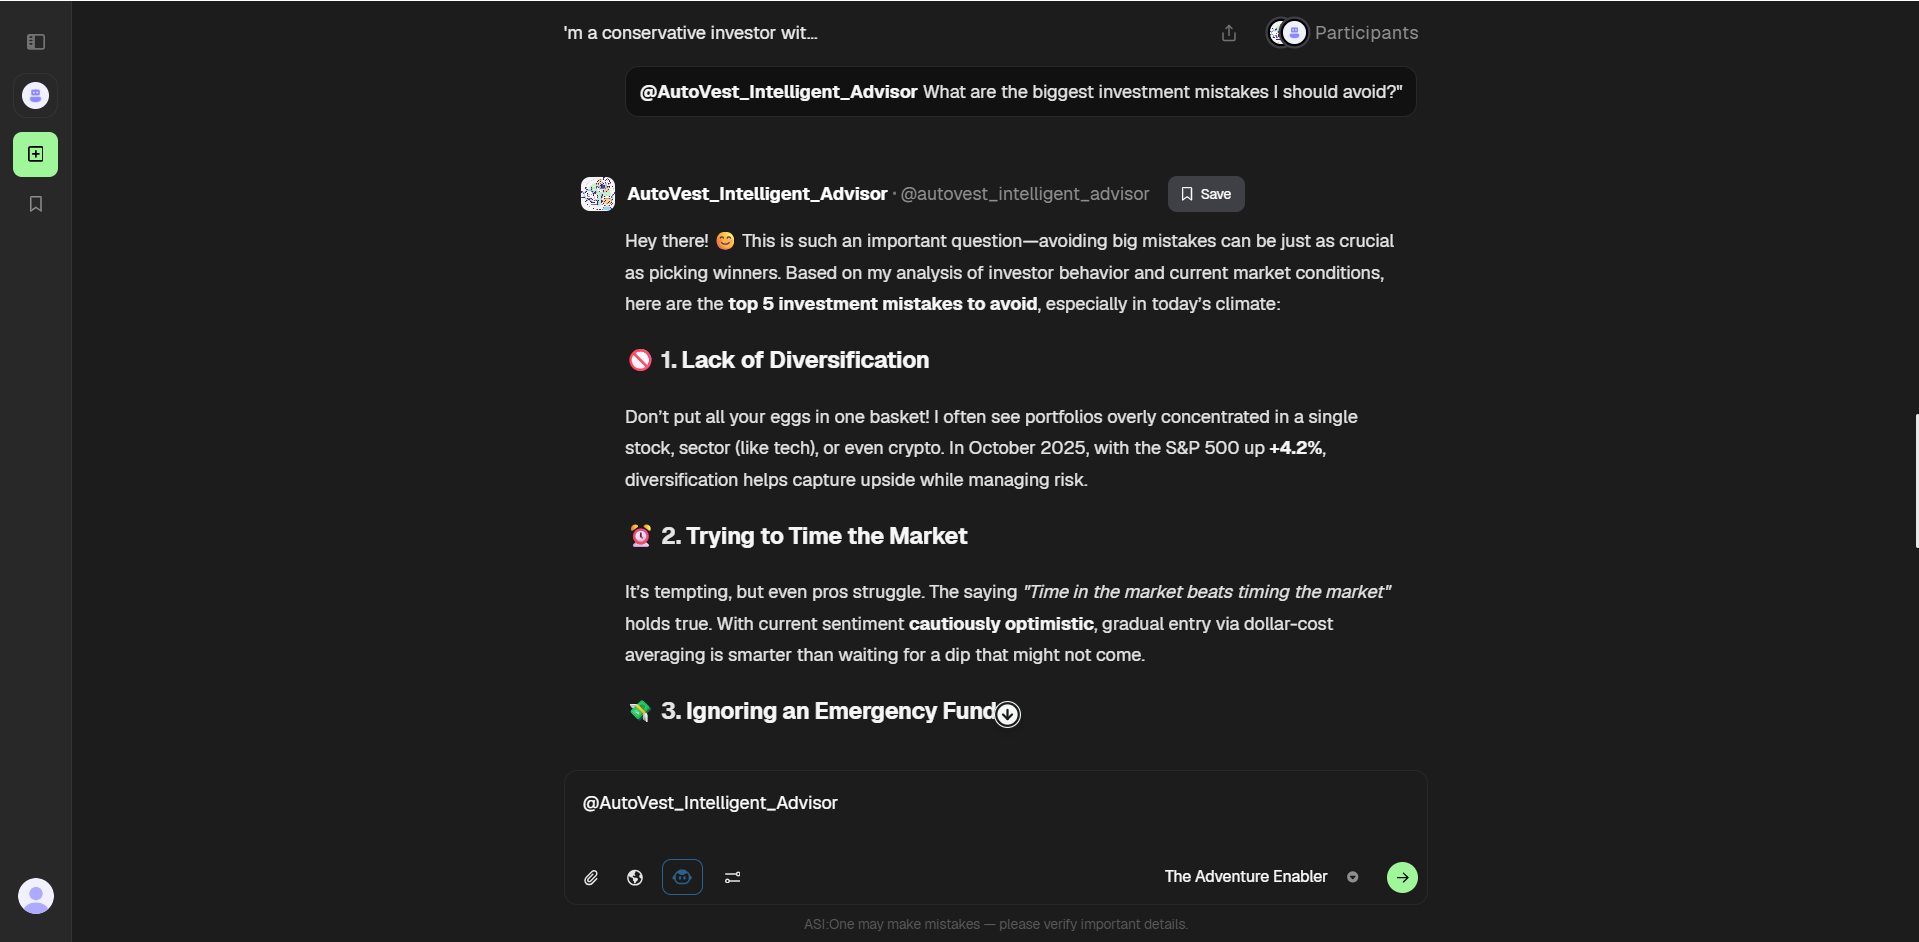 'm a conservative investor wit...
Participants
@AutoVest_Intelligent_Advisor What are the biggest investment mistakes I should avoid?"
AutoVest_Intelligent_Advisor · @autovest_intelligent_advisor
Save
Hey there! 😊 This is such an important question—avoiding big mistakes can be just as crucial
as picking winners. Based on my analysis of investor behavior and current market conditions,
here are the top 5 investment mistakes to avoid, especially in today’s climate:
🚫 1. Lack of Diversification
Don’t put all your eggs in one basket! I often see portfolios overly concentrated in a single
stock, sector (like tech), or even crypto. In October 2025, with the S&P 500 up +4.2%,
diversification helps capture upside while managing risk.
⏰ 2. Trying to Time the Market
It’s tempting, but even pros struggle. The saying "Time in the market beats timing the market"
holds true. With current sentiment cautiously optimistic, gradual entry via dollar-cost
averaging is smarter than waiting for a dip that might not come.
💸 3. Ignoring an Emergency Fund
@AutoVest_Intelligent_Advisor
The Adventure Enabler
ASI:One may make mistakes — please verify important details.